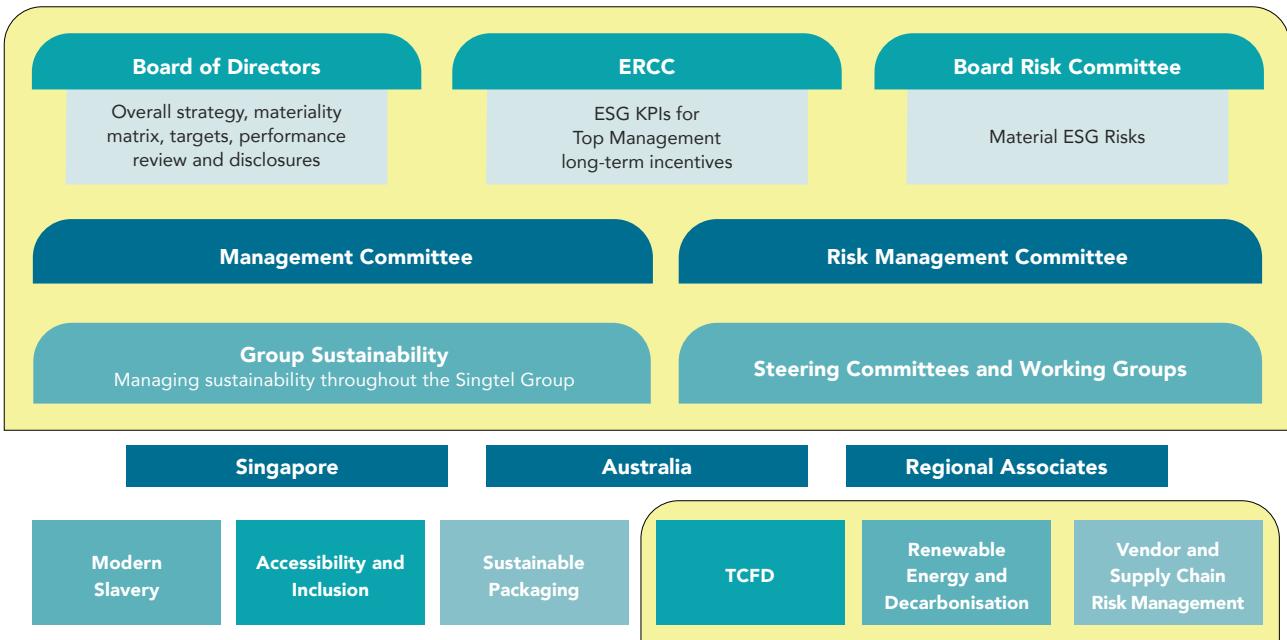 Board of Directors
Overall strategy, materiality
matrix, targets, performance
review and disclosures
ERCC
ESG KPIs for
Top Management
long-term incentives
Board Risk Committee
Material ESG Risks
Management Committee
Risk Management Committee
Group Sustainability
Managing sustainability throughout the Singtel Group
Steering Committees and Working Groups
Singapore
Australia
Regional Associates
Modern
Slavery
Accessibility and
Inclusion
Sustainable
Packaging
TCFD
Renewable
Energy and
Decarbonisation
Vendor and
Supply Chain
Risk Management